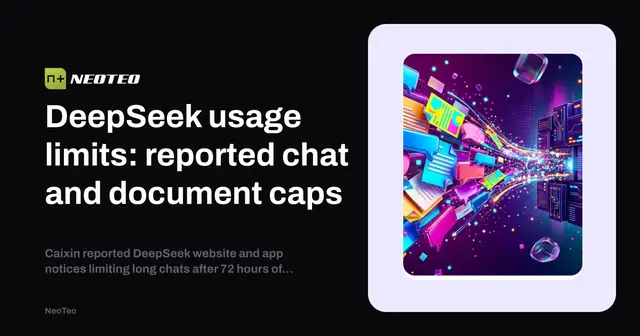 n+ NEOTEO
DeepSeek usage
limits: reported chat
and document caps
Caixin reported DeepSeek website and app
notices limiting long chats after 72 hours of…
NeoTeo